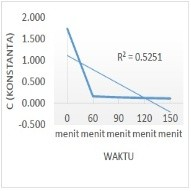 2.000
1.500
1.000
0.500
0.000
-0.500
C (KONSTANTA)
R² = 0.5251
0 60 90 120 150
menit menit menit menit menit
WAKTU